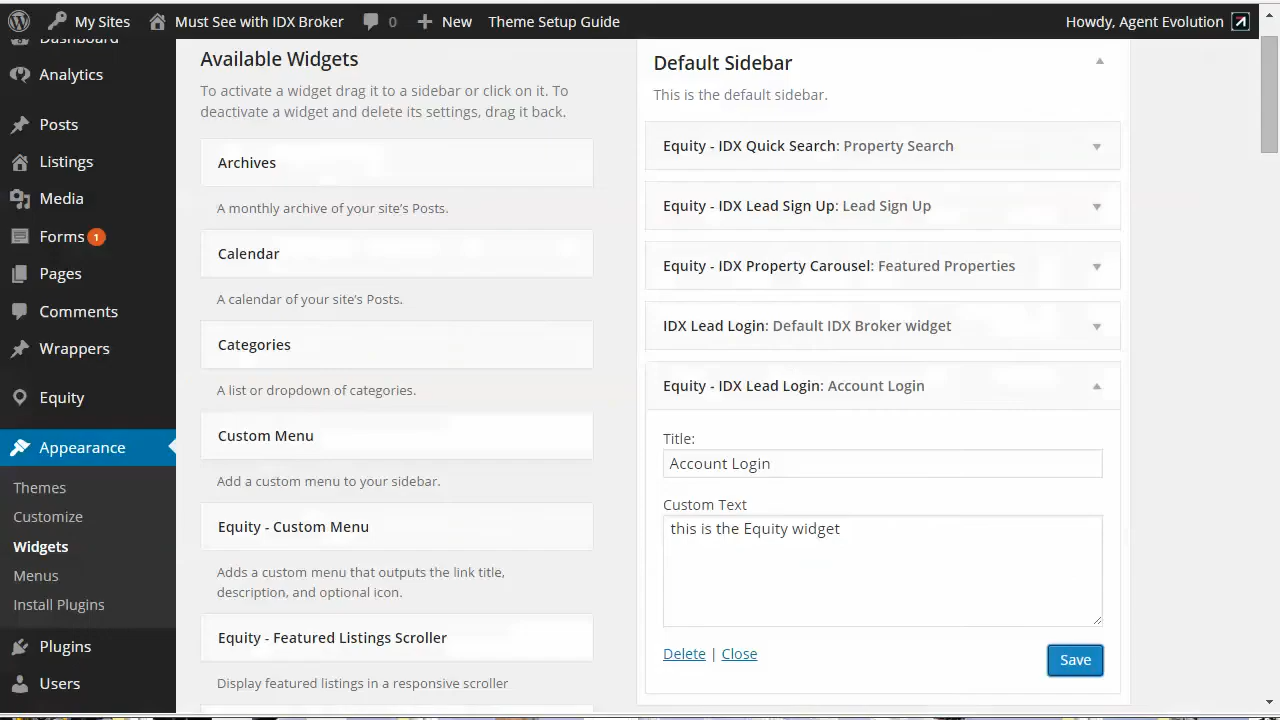 My Sites
Must See with IDX Broker
0
New
Theme Setup Guide
Howdy, Agent Evolution
Dashboard
Analytics
Posts
Listings
Media
Forms 1
Pages
Comments
Wrappers
Equity
Appearance
Themes
Customize
Widgets
Menus
Install Plugins
Plugins
Users
Available Widgets
To activate a widget drag it to a sidebar or click on it. To
deactivate a widget and delete its settings, drag it back.
Archives
A monthly archive of your site's Posts.
Calendar
A calendar of your site's Posts.
Categories
A list or dropdown of categories.
Custom Menu
Add a custom menu to your sidebar.
Equity - Custom Menu
Adds a custom menu that outputs the link title,
description, and optional icon.
Equity - Featured Listings Scroller
Display featured listings in a responsive scroller
Default Sidebar
This is the default sidebar.
Equity - IDX Quick Search: Property Search
Equity - IDX Lead Sign Up: Lead Sign Up
Equity - IDX Property Carousel: Featured Properties
IDX Lead Login: Default IDX Broker widget
Equity - IDX Lead Login: Account Login
Title:
Account Login
Custom Text
this is the Equity widget
Delete | Close
Save